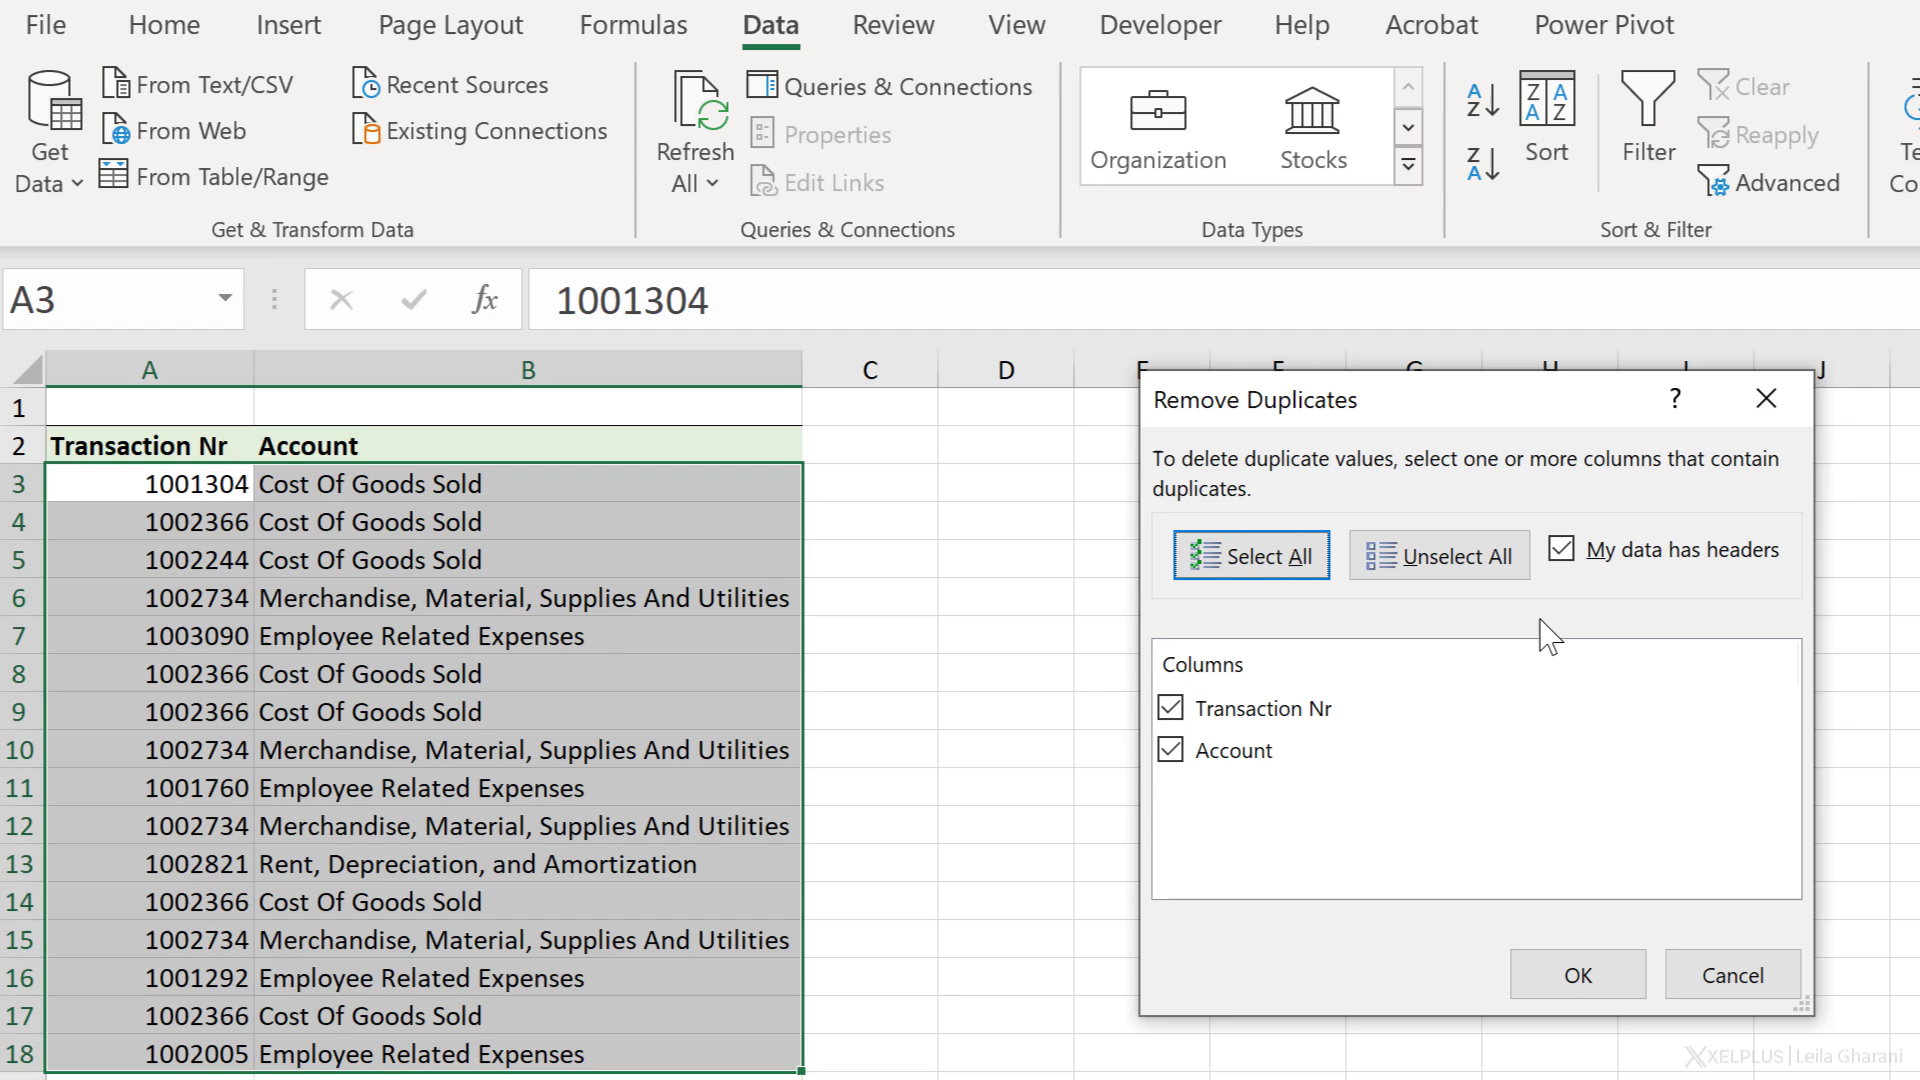 File Home Insert Page Layout Formulas Data Review View Developer Help Acrobat Power Pivot
Get Data
From Text/CSV
From Web
From Table/Range
Recent Sources
Existing Connections
Get & Transform Data
Refresh All
Queries & Connections
Properties
Edit Links
Queries & Connections
Organization Stocks
Data Types
Sort
Filter
Clear
Reapply
Advanced
Sort & Filter
A3 fx 1001304
A B C D J
1
2 Transaction Nr Account
3 1001304 Cost Of Goods Sold
4 1002366 Cost Of Goods Sold
5 1002244 Cost Of Goods Sold
6 1002734 Merchandise, Material, Supplies And Utilities
7 1003090 Employee Related Expenses
8 1002366 Cost Of Goods Sold
9 1002366 Cost Of Goods Sold
10 1002734 Merchandise, Material, Supplies And Utilities
11 1001760 Employee Related Expenses
12 1002734 Merchandise, Material, Supplies And Utilities
13 1002821 Rent, Depreciation, and Amortization
14 1002366 Cost Of Goods Sold
15 1002734 Merchandise, Material, Supplies And Utilities
16 1001292 Employee Related Expenses
17 1002366 Cost Of Goods Sold
18 1002005 Employee Related Expenses
Remove Duplicates ?
To delete duplicate values, select one or more columns that contain
duplicates.
Select All Unselect All My data has headers
Columns
Transaction Nr
Account
OK Cancel
XELPLUS | Leila Gharani